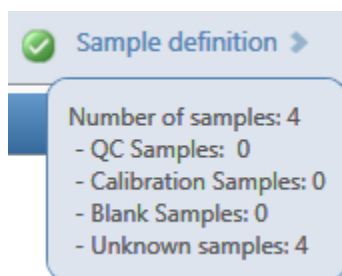 Sample definition
Number of samples: 4
- QC Samples:  0
- Calibration Samples: 0
- Blank Samples: 0
- Unknown samples: 4